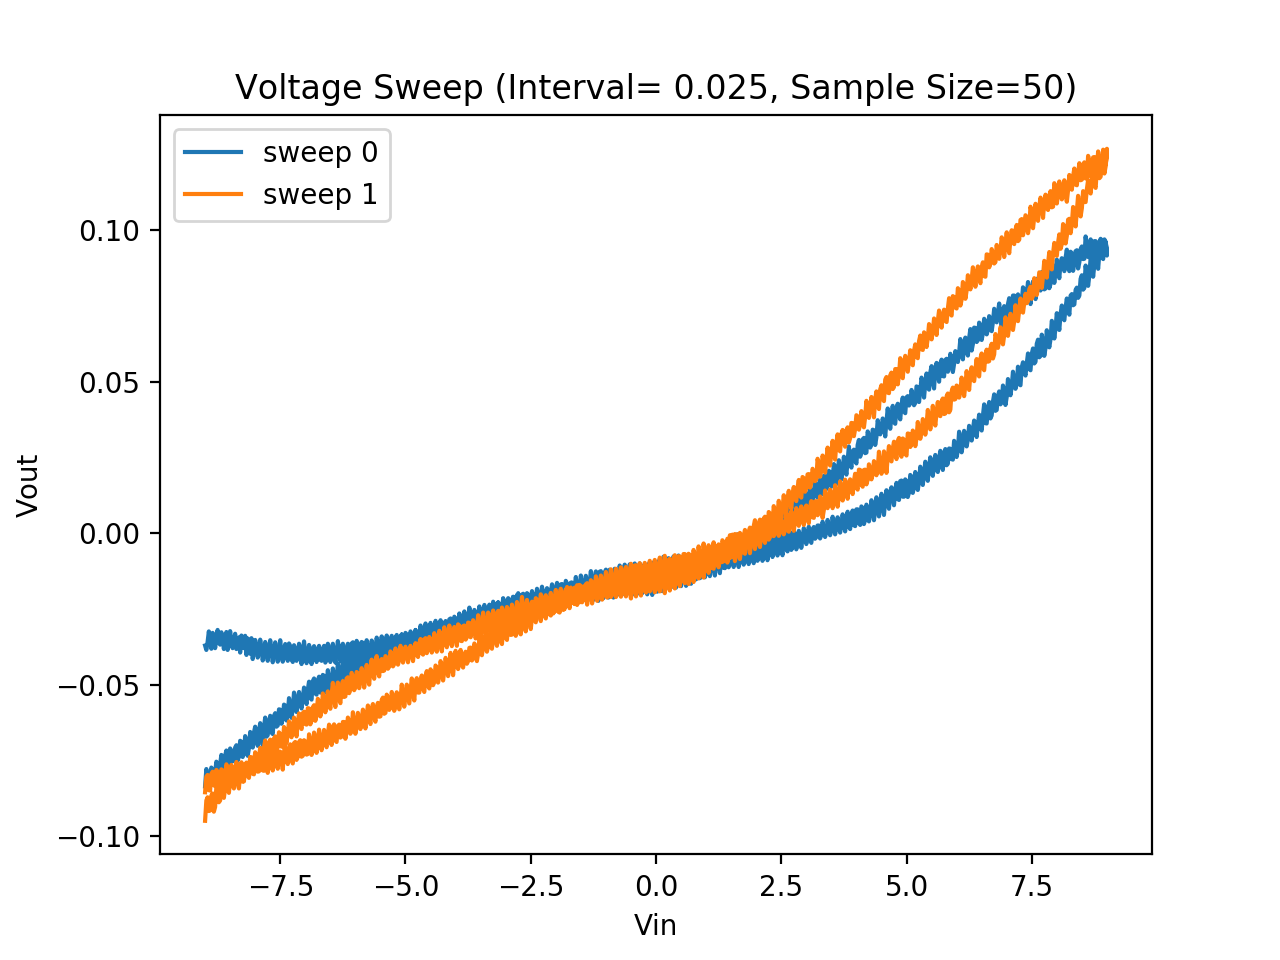 Voltage Sweep (Interval= 0.025, Sample Size=50)
sweep 0
sweep 1
0.10
0.05
0.00
−0.05
−0.10
Vout
−7.5 −5.0 −2.5 0.0 2.5 5.0 7.5
Vin